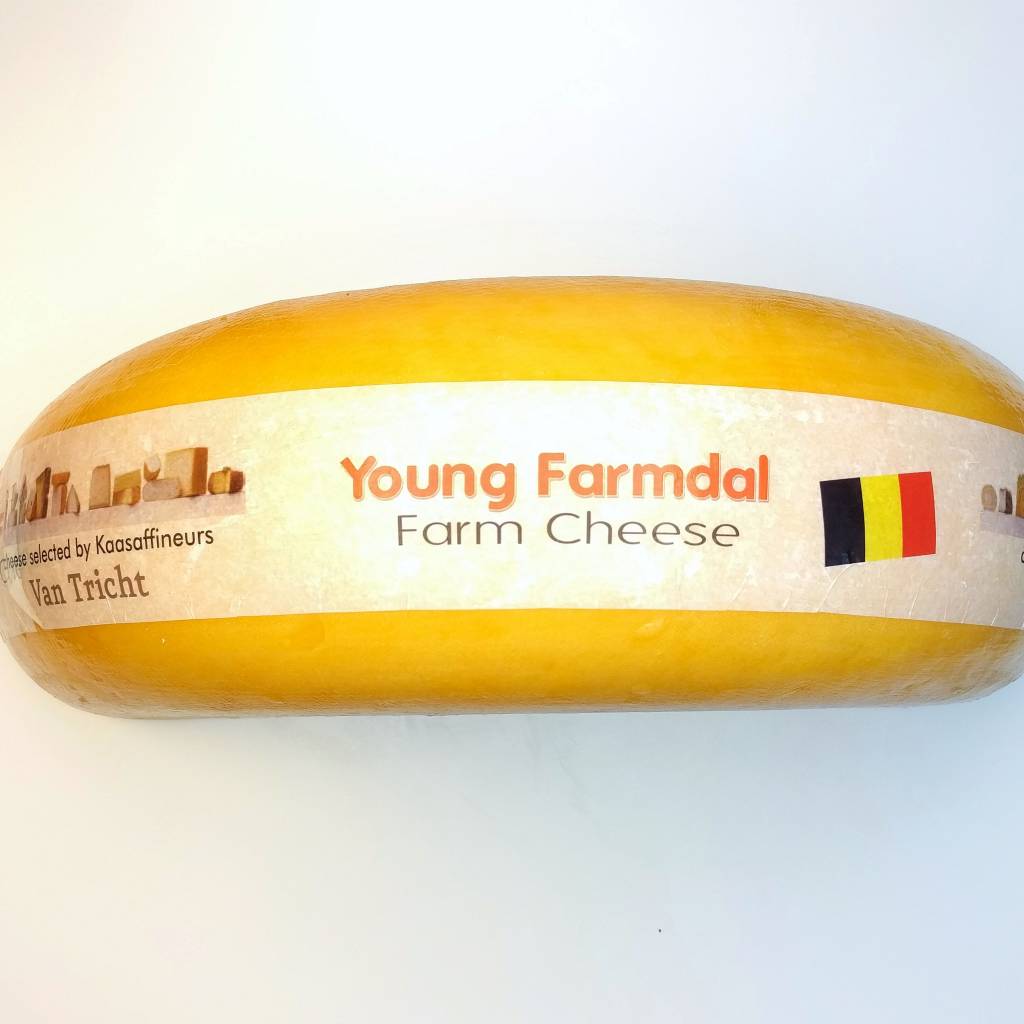 Young Farmdal
Farm Cheese
cheese selected by Kaasaffineurs
Van Tricht